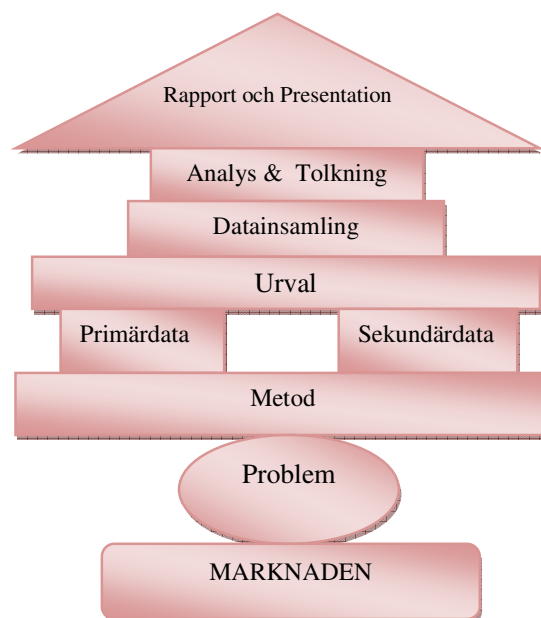 Rapport och Presentation
Analys & Tolkning
Datainsamling
Urval
Primärdata Sekundärdata
Metod
Problem
MARKNADEN